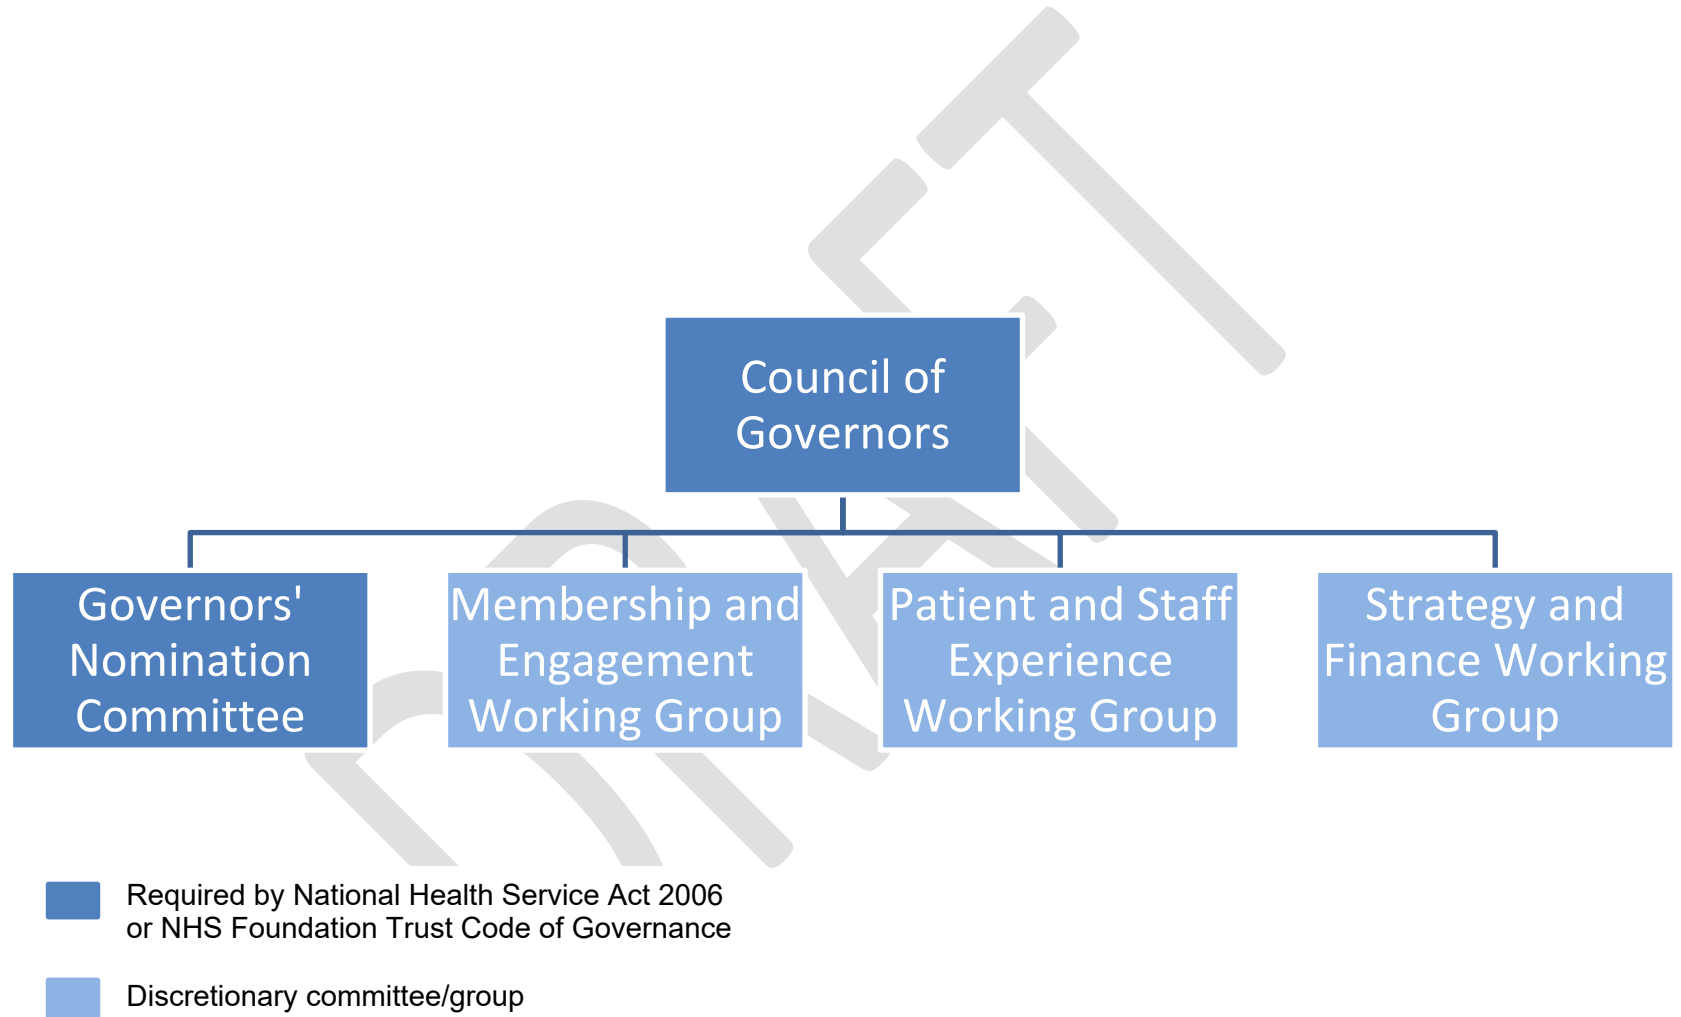 DRAFT
Council of
Governors
Governors'
Nomination
Committee
Membership and
Engagement
Working Group
Patient and Staff
Experience
Working Group
Strategy and
Finance Working
Group
Required by National Health Service Act 2006
or NHS Foundation Trust Code of Governance
Discretionary committee/group